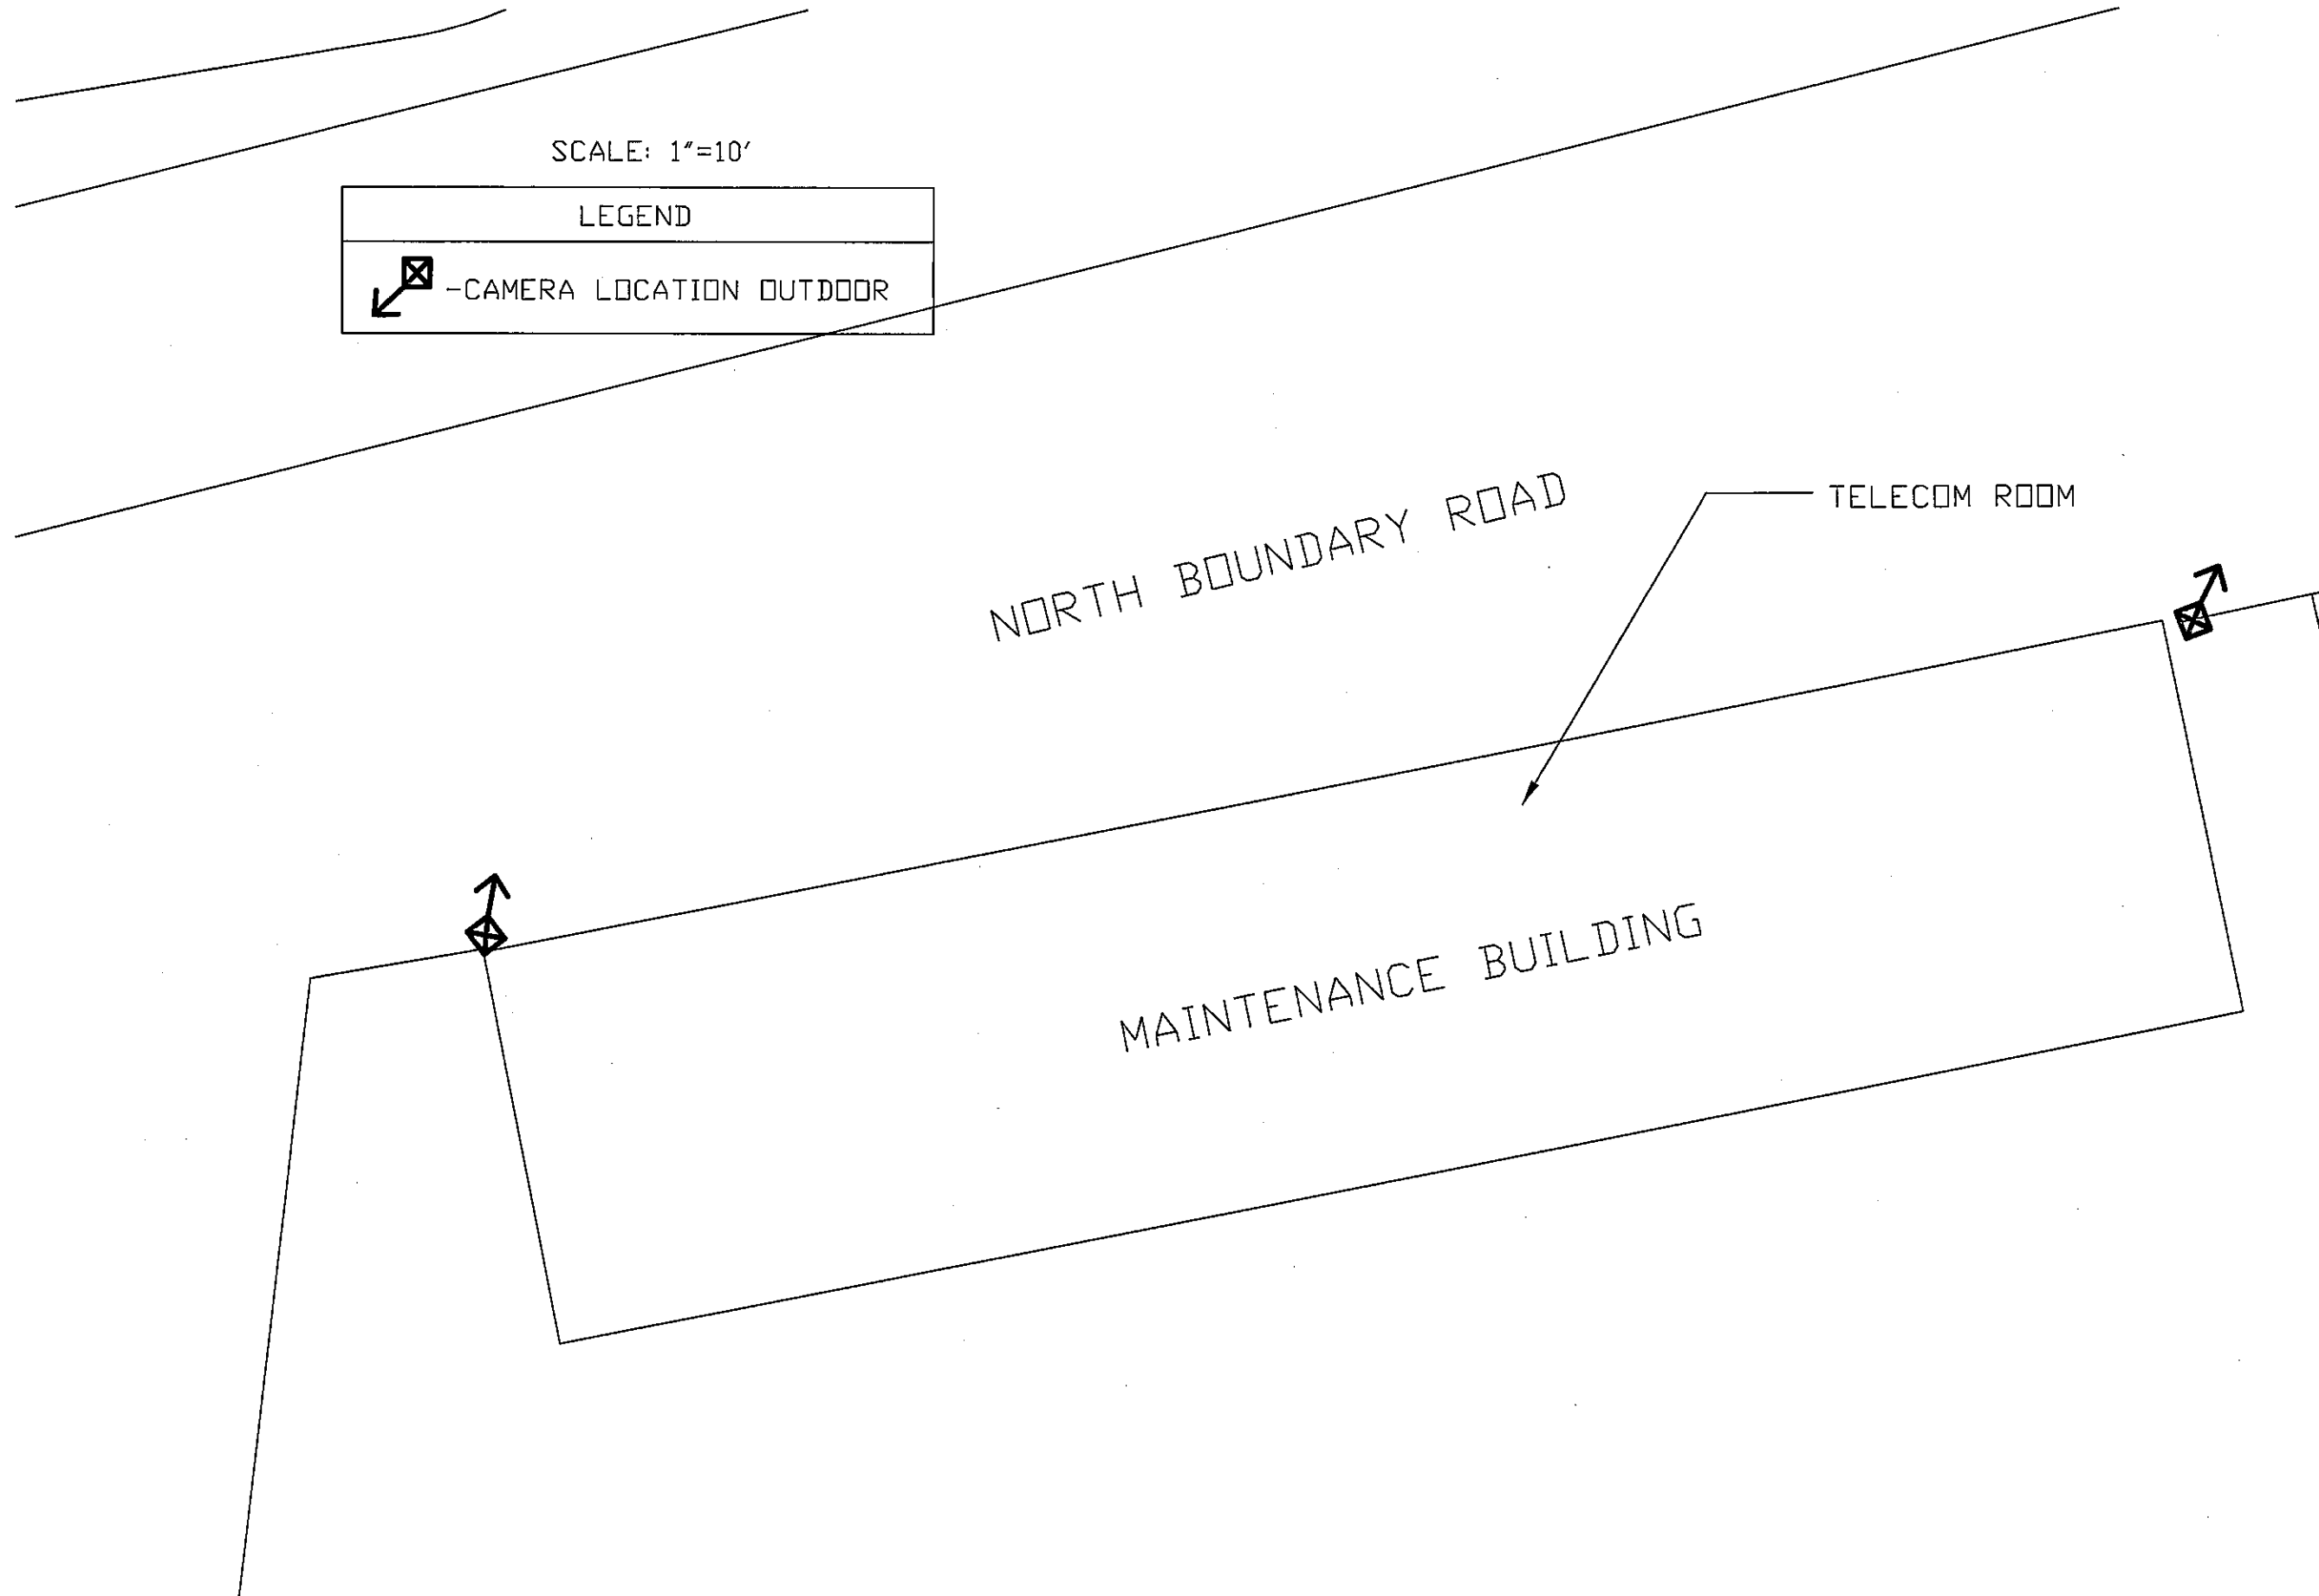 SCALE: 1"=10'
LEGEND
-CAMERA LOCATION OUTDOOR
NORTH BOUNDARY ROAD
TELECOM ROOM
MAINTENANCE BUILDING